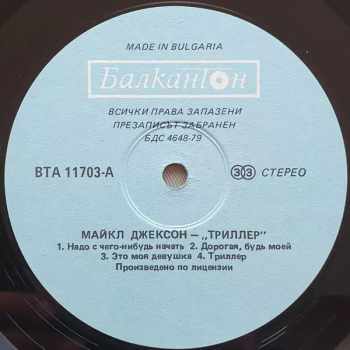 MADE IN BULGARIA
Балкантон
ВСИЧКИ ПРАВА ЗАПАЗЕНИ
ПРЕЗАПИСЪТ ЗАБРАНЕН
БДС 4648-79
ВТА 11703-А
33 СТЕРЕО
МАЙКЛ ДЖЕКСОН – „ТРИЛЛЕР"
1. Надо с чего-нибудь начать 2. Дорогая, будь моей
3. Это моя девушка 4. Триллер
Произведено по лицензии